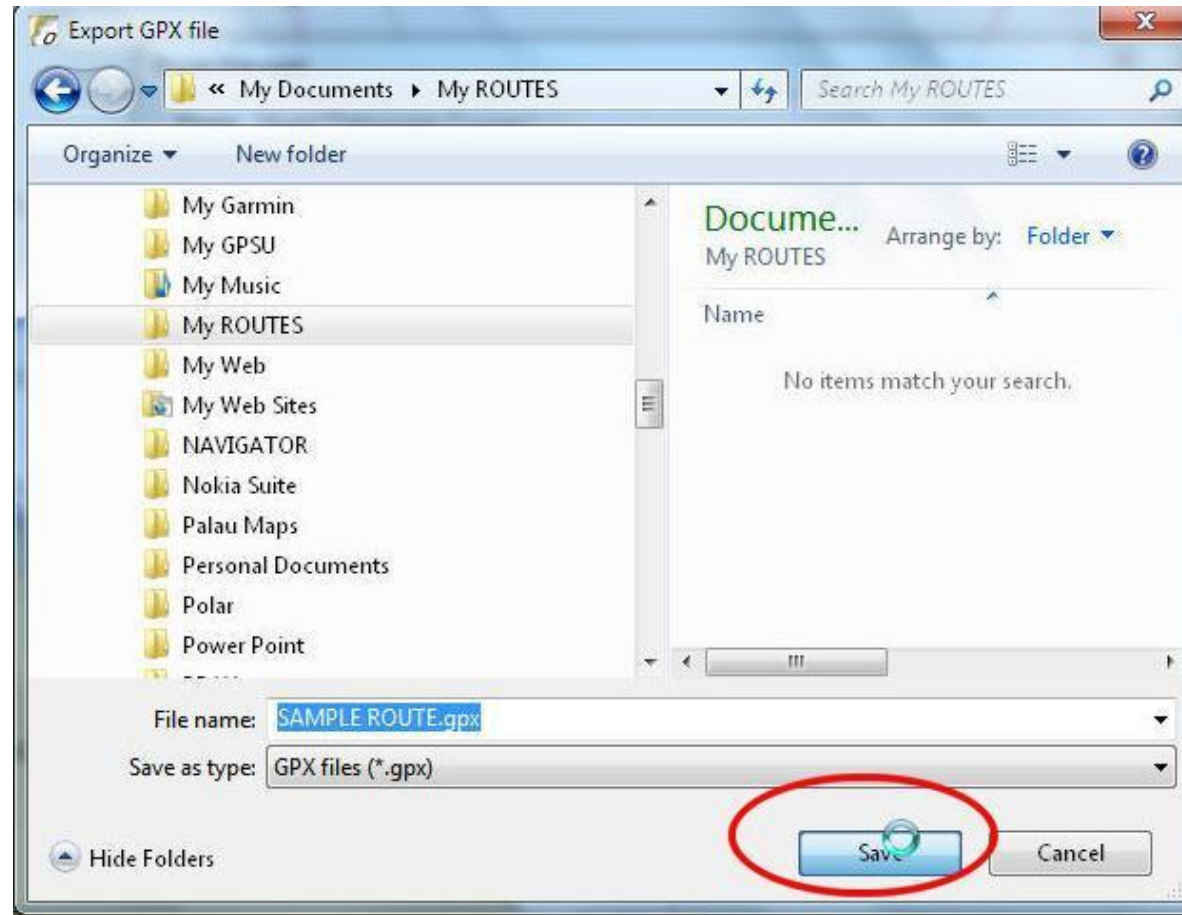 Export GPX file
« My Documents ▸ My ROUTES
Search My ROUTES
Organize
New folder
My Garmin
My GPSU
My Music
My ROUTES
My Web
My Web Sites
NAVIGATOR
Nokia Suite
Palau Maps
Personal Documents
Polar
Power Point
Docume...
My ROUTES
Arrange by: Folder
Name
No items match your search.
File name: SAMPLE ROUTE.gpx
Save as type: GPX files (*.gpx)
Hide Folders
Save
Cancel